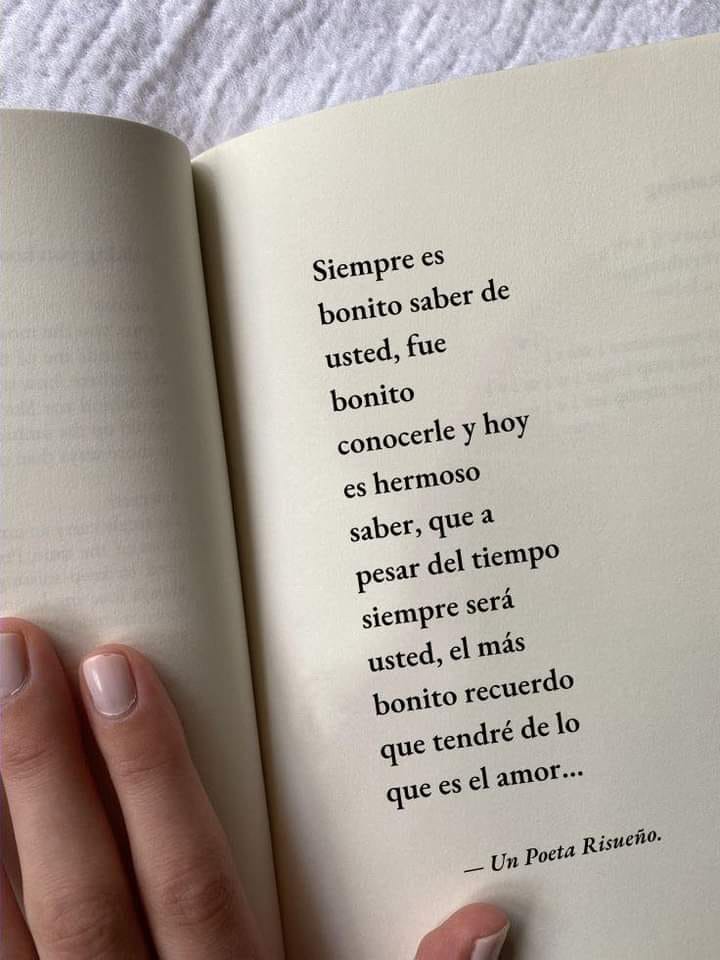 Siempre es
bonito saber de
usted, fue
bonito
conocerle y hoy
es hermoso
saber, que a
pesar del tiempo
siempre será
usted, el más
bonito recuerdo
que tendré de lo
que es el amor...
— Un Poeta Risueño.